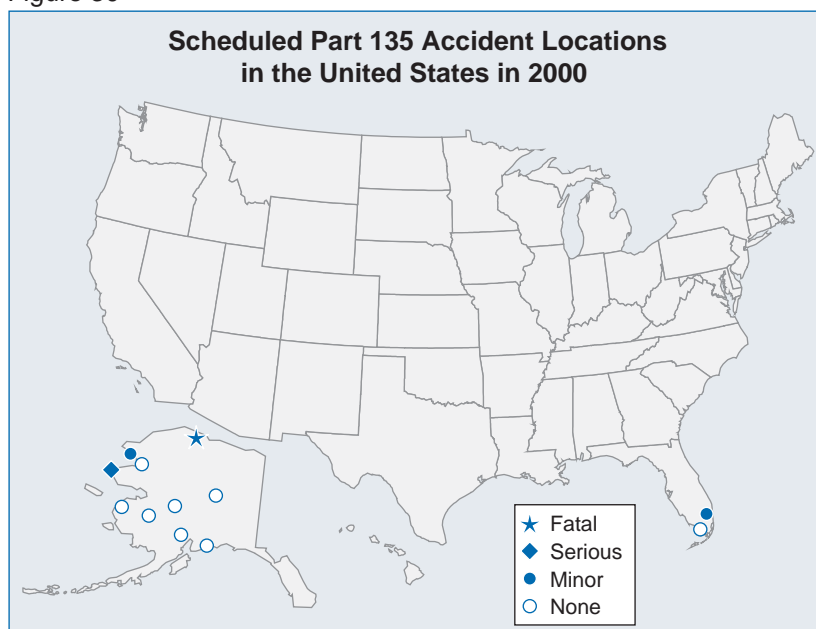 Scheduled Part 135 Accident Locations
in the United States in 2000
Fatal
Serious
Minor
None